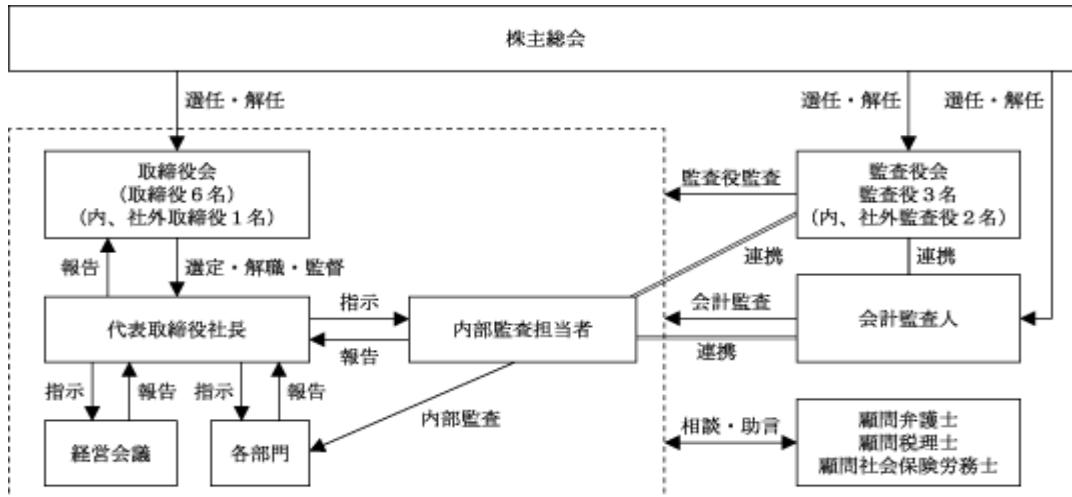 株主総会
選任・解任
選任・解任
選任・解任
取締役会
(取締役6名)
(内、社外取締役1名)
監査役監査
監査役会
監査役3名
(内、社外監査役2名)
報告
選定・解職・監督
連携
連携
代表取締役社長
指示
報告
内部監査担当者
会計監査
連携
会計監査人
指示
報告
指示
報告
内部監査
経営会議
各部門
相談・助言
顧問弁護士
顧問税理士
顧問社会保険労務士